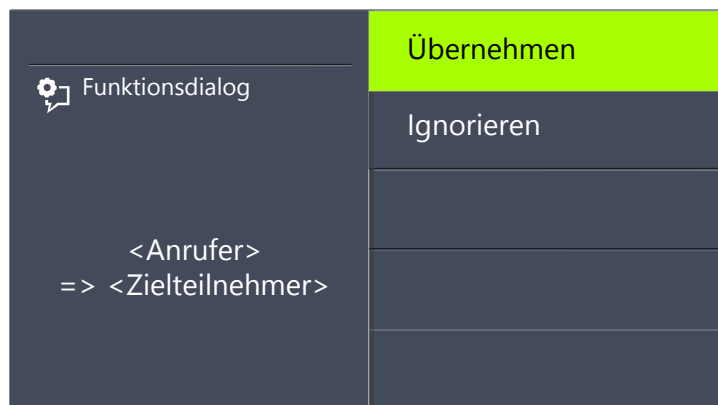 Funktionsdialog
<Anrufer>
=> <Zielteilnehmer>
Übernehmen
Ignorieren